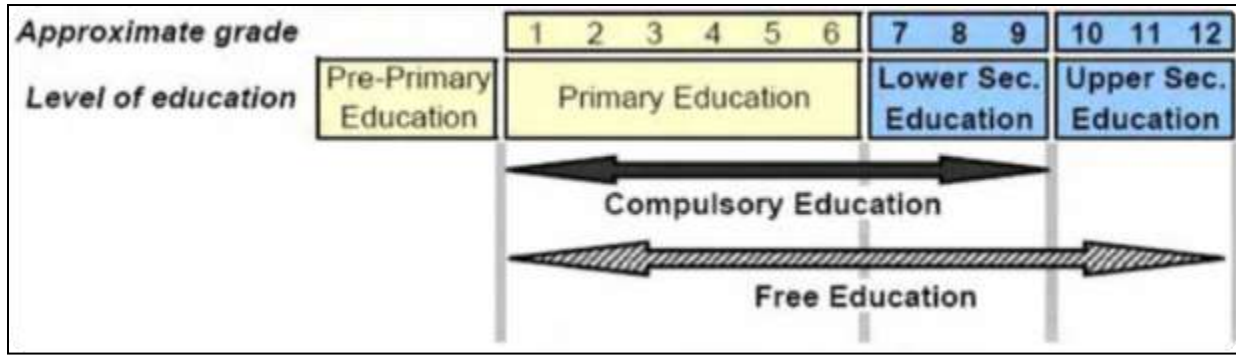 Approximate grade 1 2 3 4 5 6 7 8 9 10 11 12
Level of education
Pre-Primary
Education
Primary Education
Lower Sec.
Education
Upper Sec.
Education
Compulsory Education
Free Education